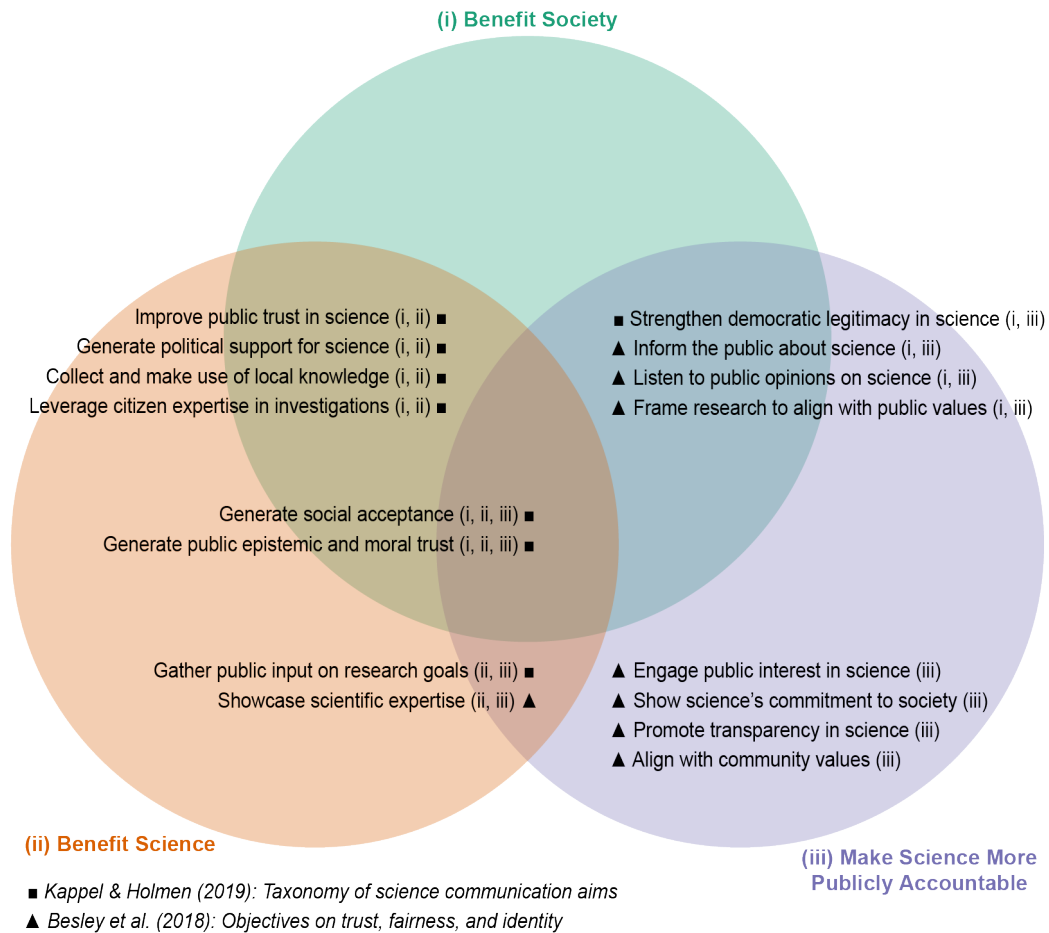 (i) Benefit Society
Improve public trust in science (i, ii) ■
Generate political support for science (i, ii) ■
Collect and make use of local knowledge (i, ii) ■
Leverage citizen expertise in investigations (i, ii) ■
■ Strengthen democratic legitimacy in science (i, iii)
▲ Inform the public about science (i, iii)
▲ Listen to public opinions on science (i, iii)
▲ Frame research to align with public values (i, iii)
Generate social acceptance (i, ii, iii) ■
Generate public epistemic and moral trust (i, ii, iii) ■
Gather public input on research goals (ii, iii) ■
Showcase scientific expertise (ii, iii) ▲
▲ Engage public interest in science (iii)
▲ Show science’s commitment to society (iii)
▲ Promote transparency in science (iii)
▲ Align with community values (iii)
(ii) Benefit Science
(iii) Make Science More
Publicly Accountable
■ Kappel & Holmen (2019): Taxonomy of science communication aims
▲ Besley et al. (2018): Objectives on trust, fairness, and identity